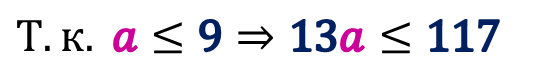 Т. к. a ≤ 9 ⇒ 13a ≤ 117